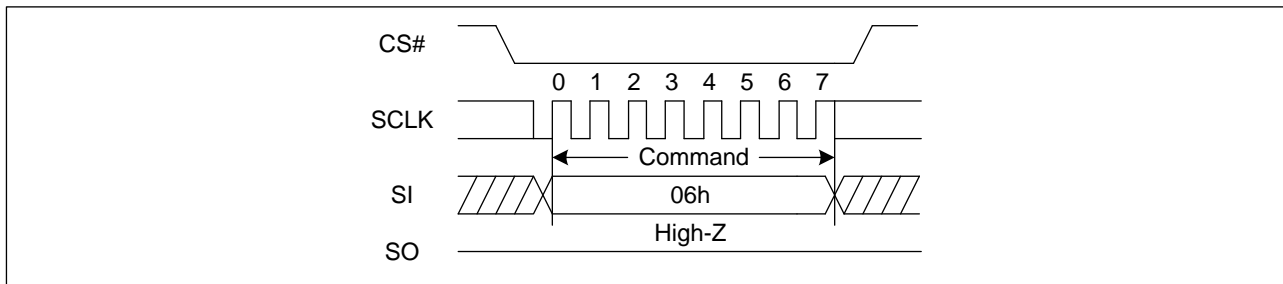 CS#
0 1 2 3 4 5 6 7
SCLK
Command
SI
06h
High-Z
SO